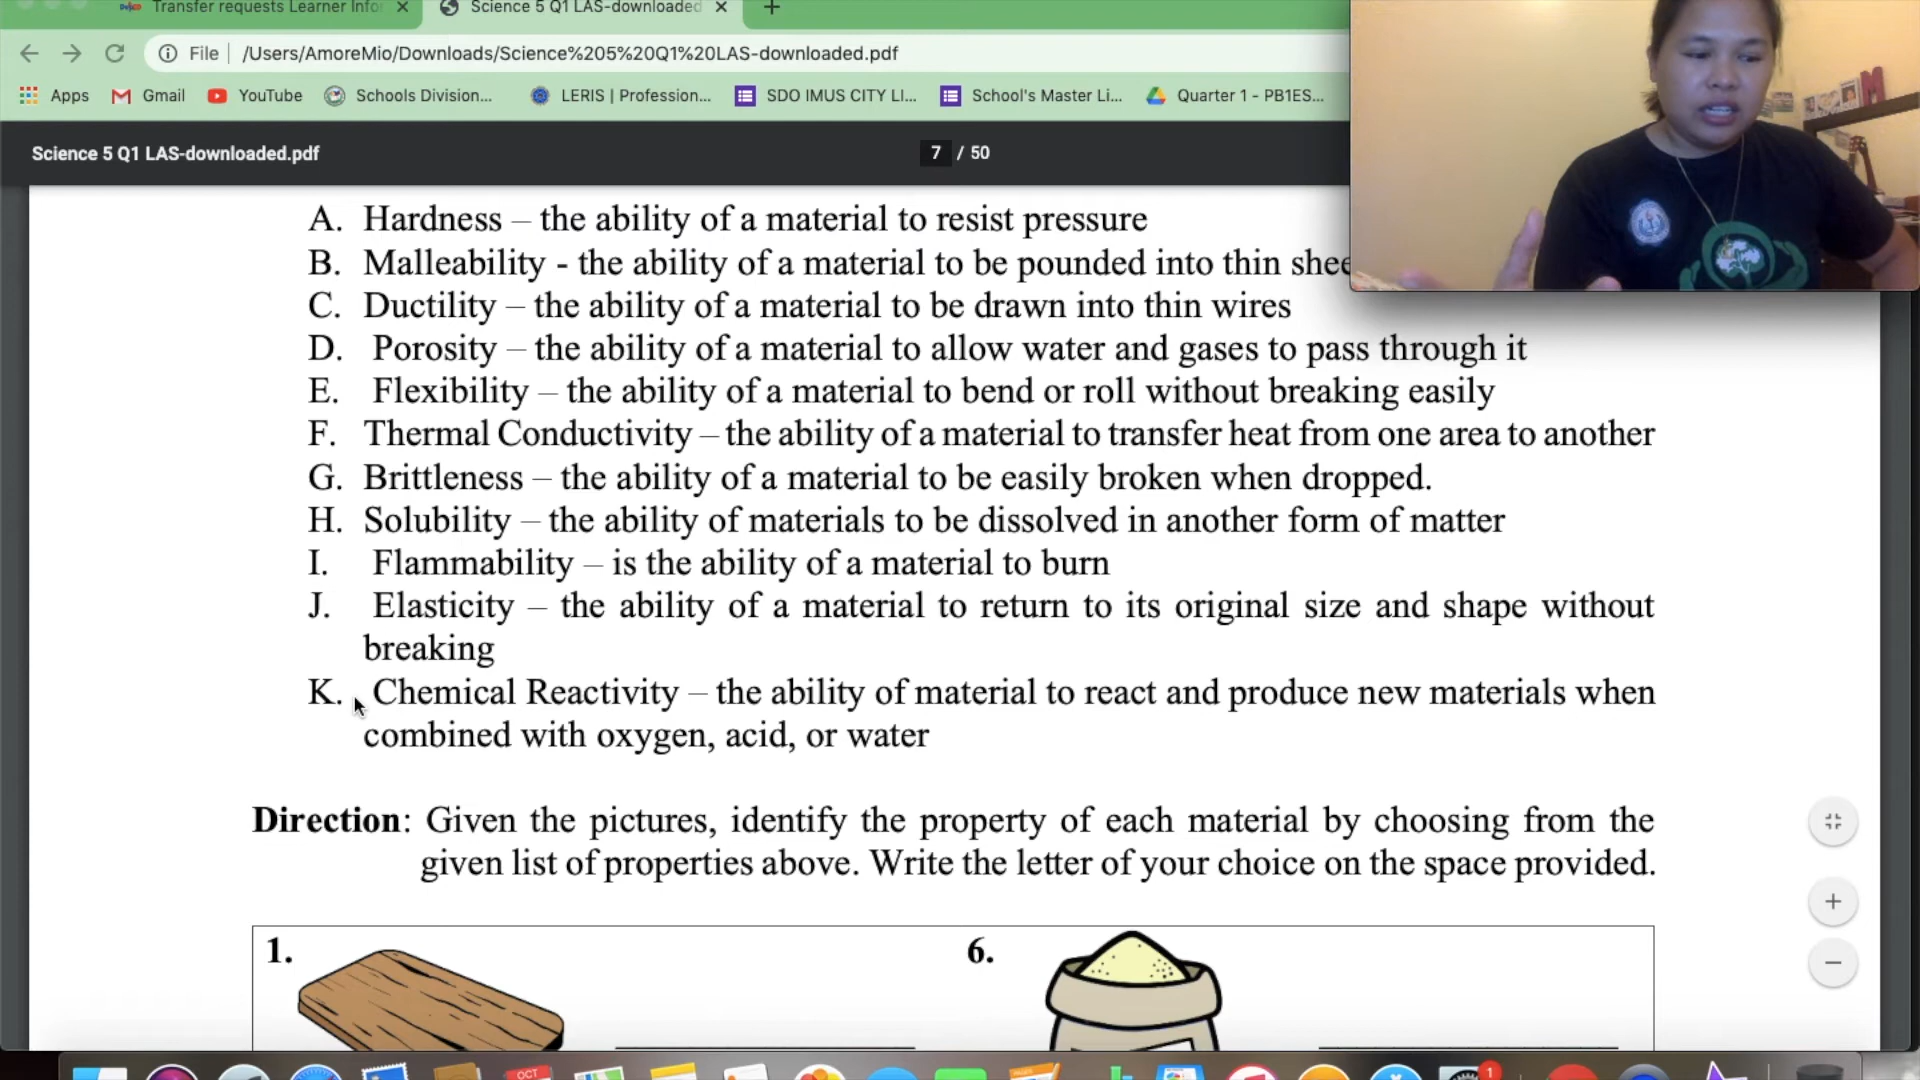 Transfer requests Learner Info
Science 5 Q1 LAS-downloaded
File /Users/AmoreMio/Downloads/Science%205%20Q1%20LAS-downloaded.pdf
Apps Gmail YouTube Schools Division... LERIS | Profession... SDO IMUS CITY LI... School's Master Li... Quarter 1 - PB1ES...
Science 5 Q1 LAS-downloaded.pdf 7 / 50
A. Hardness – the ability of a material to resist pressure
B. Malleability - the ability of a material to be pounded into thin shee
C. Ductility – the ability of a material to be drawn into thin wires
D. Porosity – the ability of a material to allow water and gases to pass through it
E. Flexibility – the ability of a material to bend or roll without breaking easily
F. Thermal Conductivity – the ability of a material to transfer heat from one area to another
G. Brittleness – the ability of a material to be easily broken when dropped.
H. Solubility – the ability of materials to be dissolved in another form of matter
I. Flammability – is the ability of a material to burn
J. Elasticity – the ability of a material to return to its original size and shape without
breaking
K. Chemical Reactivity – the ability of material to react and produce new materials when
combined with oxygen, acid, or water
Direction: Given the pictures, identify the property of each material by choosing from the
given list of properties above. Write the letter of your choice on the space provided.
1. 6.
OCT 1